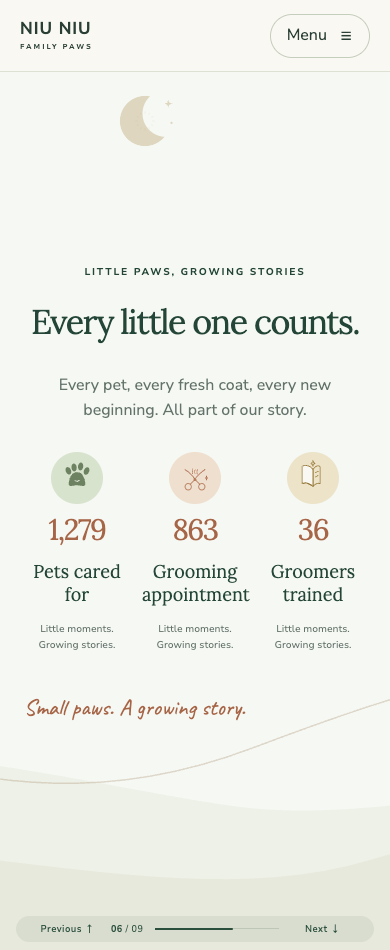 NIU NIU
FAMILY PAWS
Menu
LITTLE PAWS, GROWING STORIES
Every little one counts.
Every pet, every fresh coat, every new
beginning. All part of our story.
1,279
863
36
Pets cared
for
Grooming
appointment
Groomers
trained
Little moments.
Growing stories.
Little moments.
Growing stories.
Little moments.
Growing stories.
Small paws. A growing story.
Previous ↑
06 / 09
Next ↓